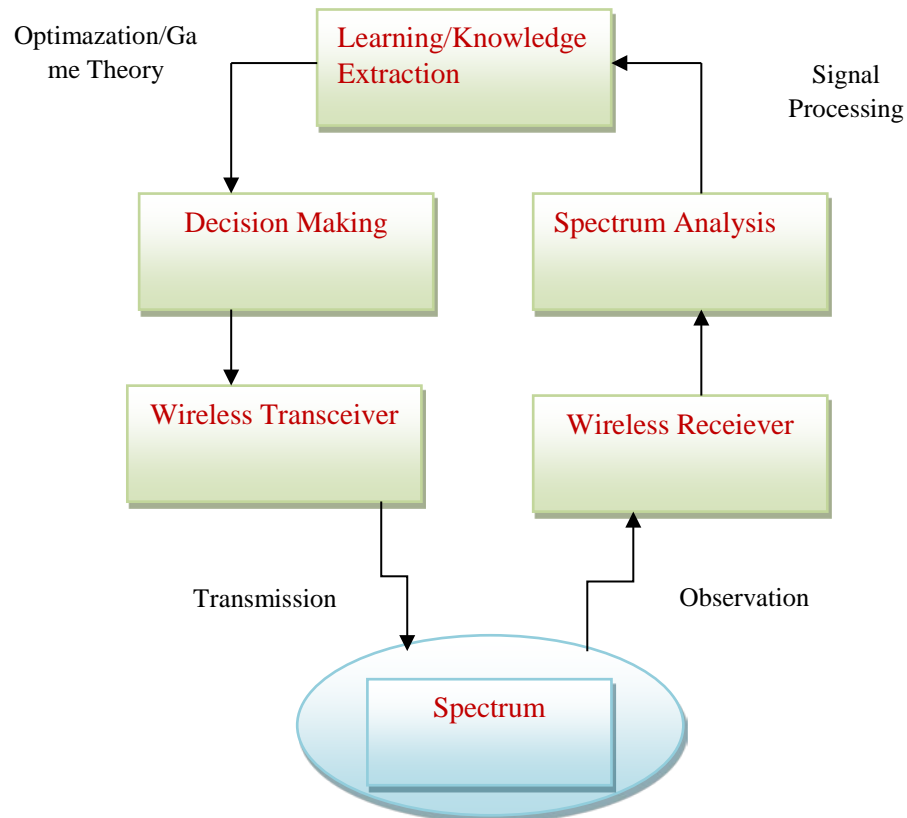 Optimazation/Ga
me Theory
Learning/Knowledge
Extraction
Signal
Processing
Decision Making
Spectrum Analysis
Wireless Transceiver
Wireless Receiever
Transmission
Observation
Spectrum